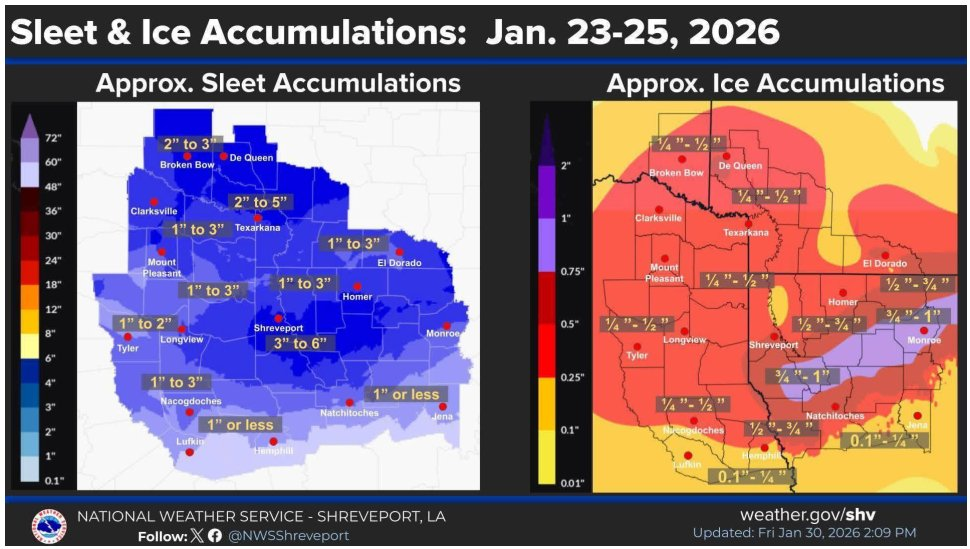 Sleet & Ice Accumulations: Jan. 23-25, 2026
Approx. Sleet Accumulations
72"
60"
48"
36"
30"
24"
18"
12"
8"
6"
4"
3"
2"
1"
0.1"
2” to 3”
Broken Bow
De Queen
Clarksville
2” to 5”
Texarkana
1” to 3”
Mount
Pleasant
1” to 3”
El Dorado
1” to 3”
1” to 3”
Homer
1” to 2”
Tyler
Longview
Shreveport
3” to 6”
Monroe
1” to 3”
Nacogdoches
1” or less
Natchitoches
Jena
1” or less
Lufkin
Hemphill
Approx. Ice Accumulations
2"
1"
0.75"
0.5"
0.25"
0.1"
0.01"
¼ ”- ½ ”
Broken Bow
De Queen
¼ ”- ½ ”
Clarksville
Texarkana
Mount
Pleasant
El Dorado
¼ ”- ½ ”
½ ”- ¾ ”
Homer
¾ ”- 1”
¼ ”- ½ ”
½ ”- ¾ ”
Longview
Shreveport
Monroe
Tyler
¾ ”- 1”
¼ ”- ½ ”
Natchitoches
Nacogdoches
Jena
½ ”- ¾ ”
0.1”- ¼ ”
Hemphill
Lufkin
0.1”- ¼ ”
NATIONAL WEATHER SERVICE
NATIONAL WEATHER SERVICE - SHREVEPORT, LA
Follow: @NWSShreveport
weather.gov/shv
Updated: Fri Jan 30, 2026 2:09 PM